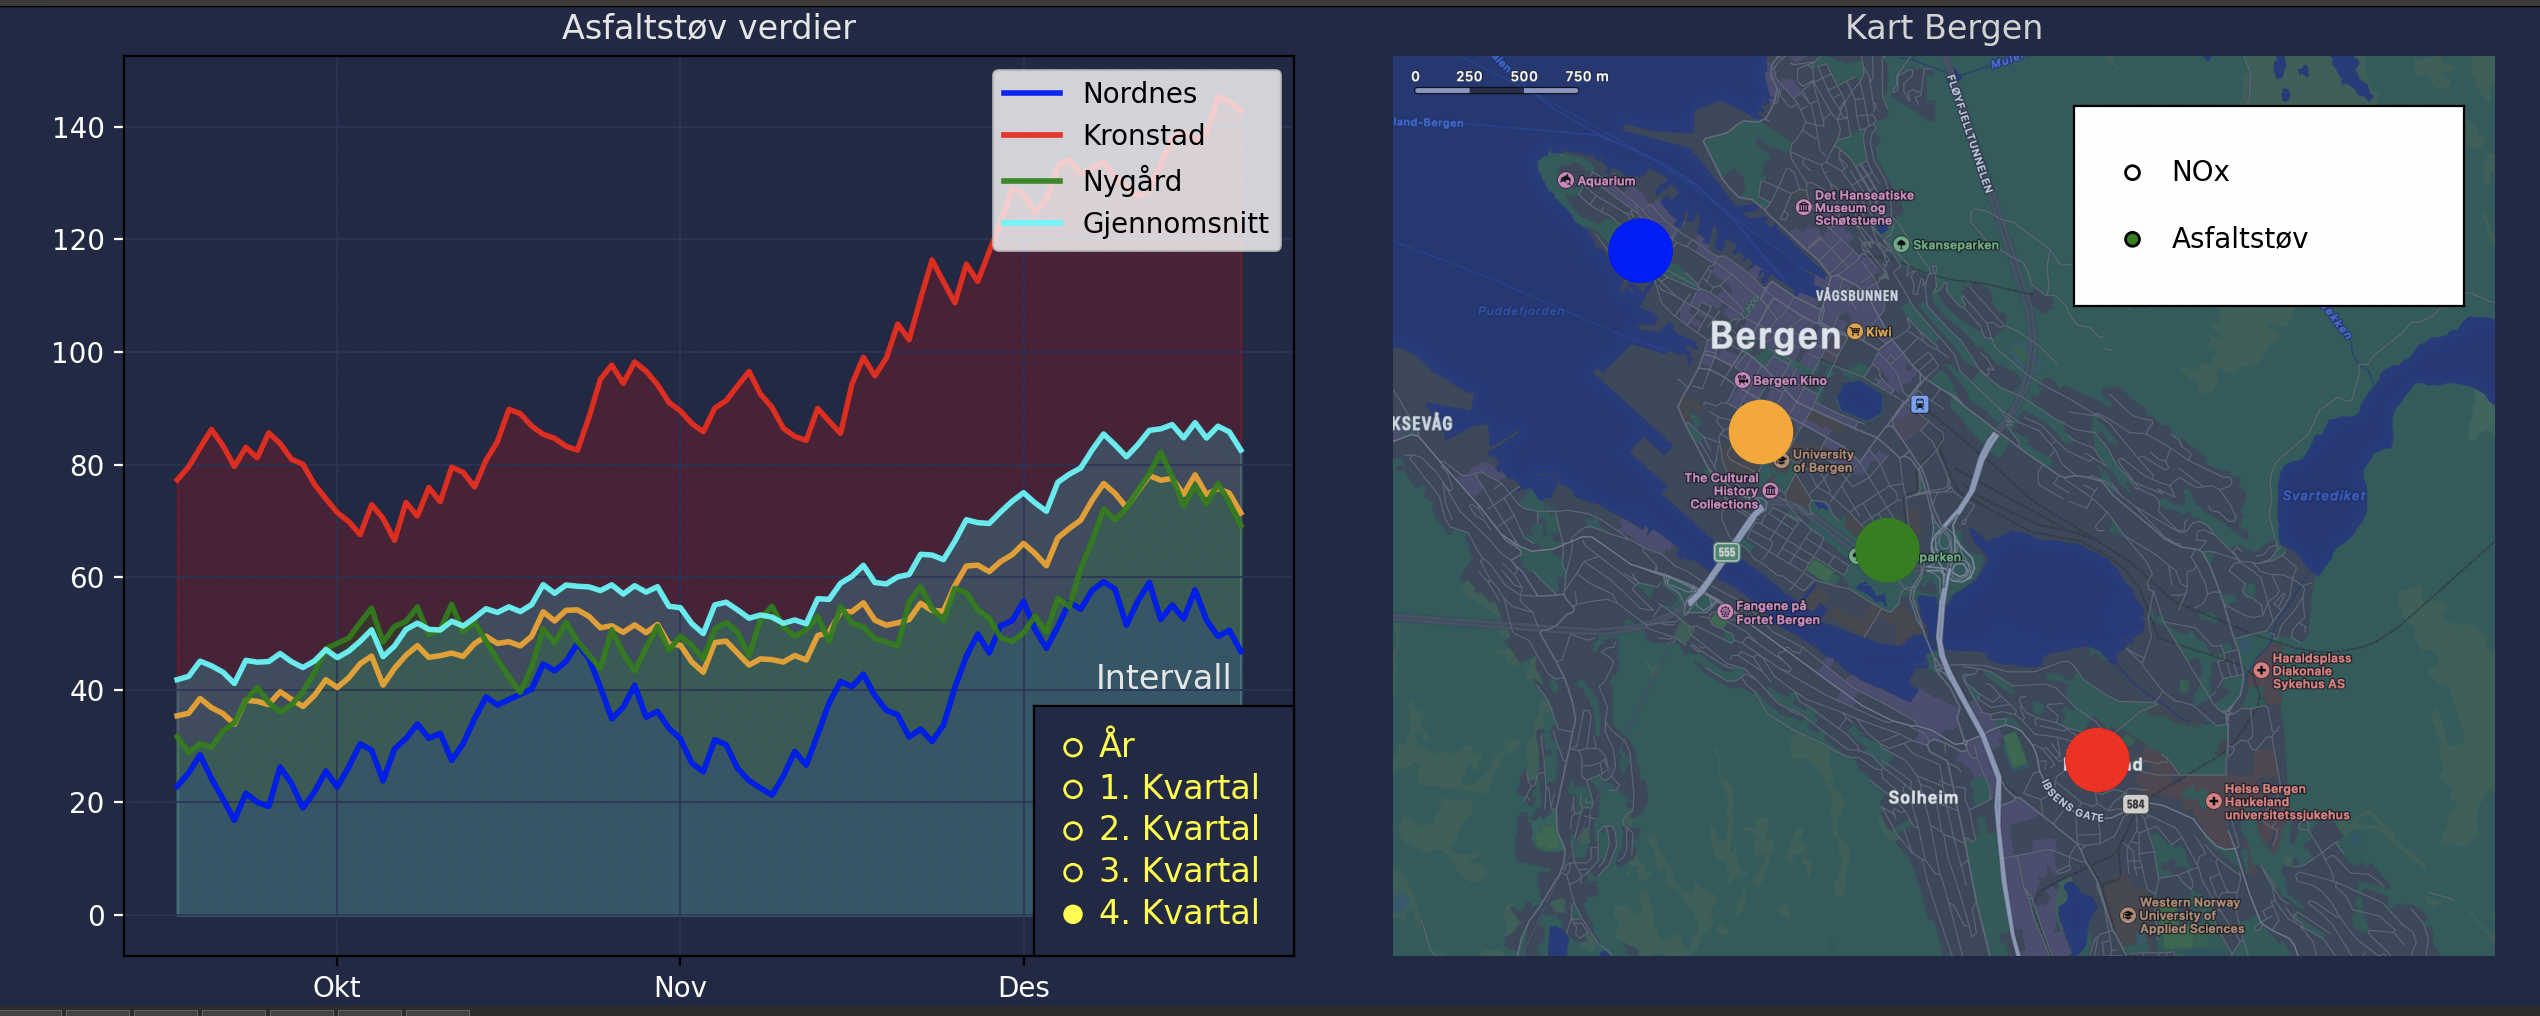 Asfaltstøv verdier
140
120
100
80
60
40
20
0
Okt
Nov
Des
Nordnes
Kronstad
Nygård
Gjennomsnitt
Intervall
År
1. Kvartal
2. Kvartal
3. Kvartal
4. Kvartal
Kart Bergen
0 250 500 750 m
land-Bergen
FLØYFJELLTUNNELEN
NOx
Asfaltstøv
Aquarium
Det Hanseatiske
Museum og
Schøtstuene
Skanseparken
VÅGSBUNNEN
Puddefjorden
Bergen
Kiwi
Bergen Kino
KSEVÅG
University
of Bergen
The Cultural
History
Collections
Svartediket
555
parken
Fangene på
Fortet Bergen
Haraldsplass
Diakonale
Sykehus AS
Solheim
IBSENS GATE
584
Helse Bergen
Haukeland
universitetssjukehus
Western Norway
University of
Applied Sciences